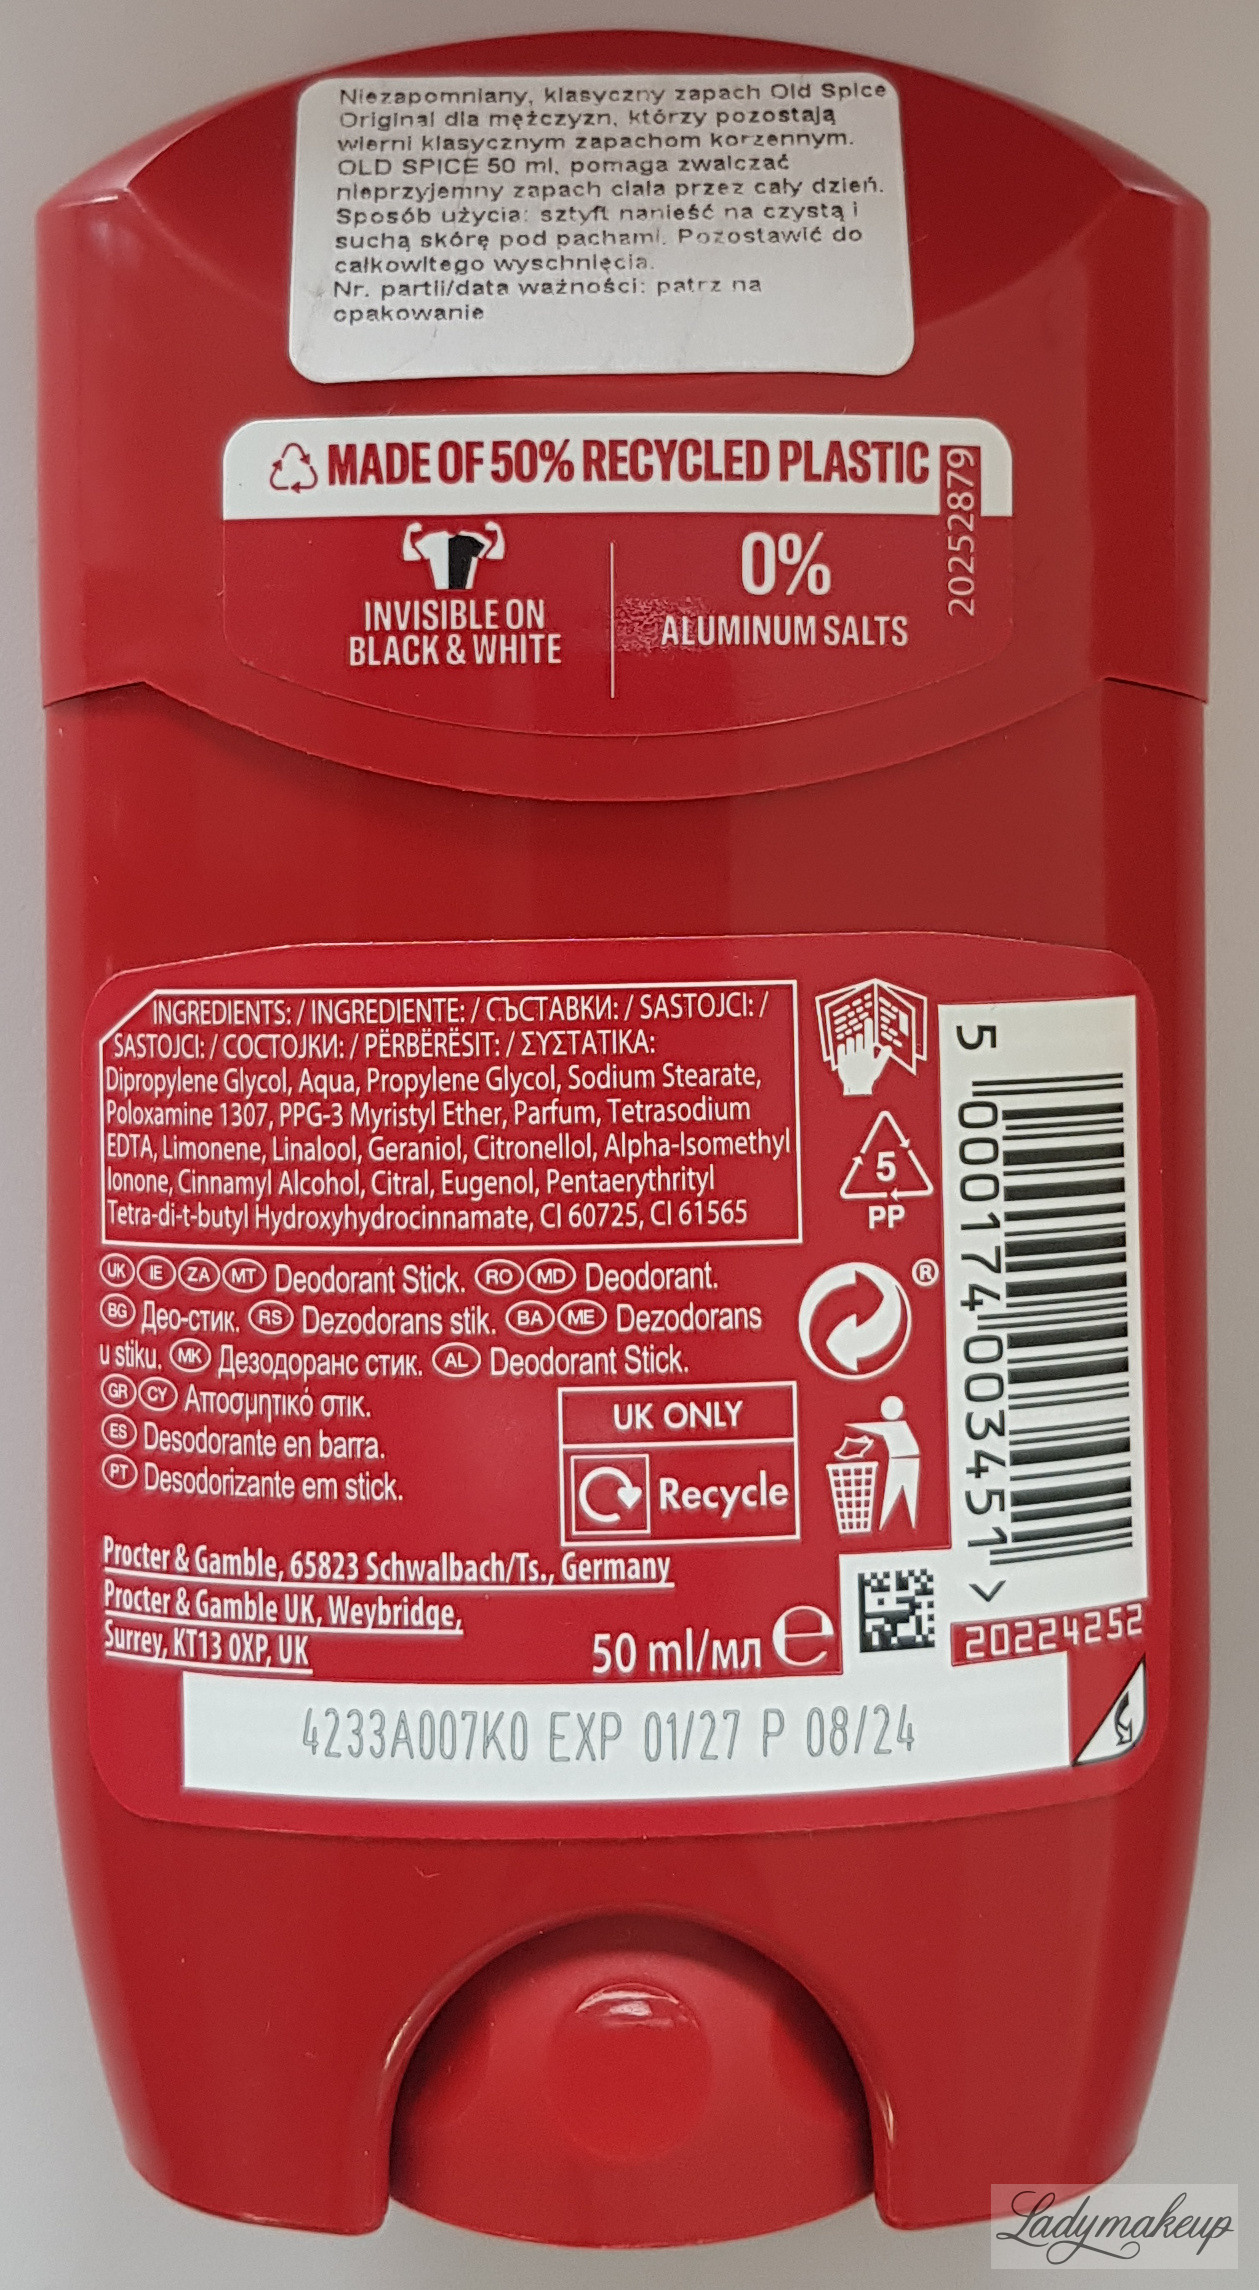 Niezapomniany, klasyczny zapach Old Spice
Original dla mężczyzn, którzy pozostają
wierni klasycznym zapachom korzennym.
OLD SPICE 50 ml, pomaga zwalczać
nieprzyjemny zapach ciała przez cały dzień.
Sposób użycia: sztyft nanieść na czystą i
suchą skórę pod pachami. Pozostawić do
całkowitego wyschnięcia.
Nr. partii/data ważności: patrz na
opakowanie
MADE OF 50% RECYCLED PLASTIC
20252879
INVISIBLE ON
BLACK & WHITE
0%
ALUMINUM SALTS
INGREDIENTS: / INGREDIENTE: / СЪСТАВКИ: / SASTOJCI: /
SASTOJCI: / СОСТОЈКИ: / PËRBËRËSIT: / ΣΥΣΤΑΤΙΚΑ:
Dipropylene Glycol, Aqua, Propylene Glycol, Sodium Stearate,
Poloxamine 1307, PPG-3 Myristyl Ether, Parfum, Tetrasodium
EDTA, Limonene, Linalool, Geraniol, Citronellol, Alpha-Isomethyl
Ionone, Cinnamyl Alcohol, Citral, Eugenol, Pentaerythrityl
Tetra-di-t-butyl Hydroxyhydrocinnamate, CI 60725, CI 61565
UK IE ZA MT Deodorant Stick. RO MD Deodorant.
BG Део-стик. RS Dezodorans stik. BA ME Dezodorans
u stiku. MK Дезодоранс стик. AL Deodorant Stick.
GR CY Αποσμητικό στικ.
ES Desodorante en barra.
PT Desodorizante em stick.
UK ONLY
Recycle
5
PP
®
5 000174 003451 >
Procter & Gamble, 65823 Schwalbach/Ts., Germany
Procter & Gamble UK, Weybridge,
Surrey, KT13 0XP, UK
50 ml/мл e
20224252
4233A007K0 EXP 01/27 P 08/24
Ladymakeup